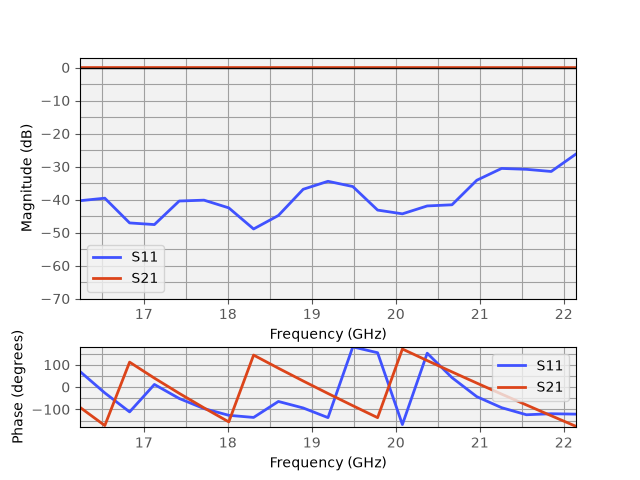 0
−10
−20
−30
−40
−50
−60
−70
Magnitude (dB)
S11
S21
17 18 19 20 21 22
Frequency (GHz)
100
0
−100
Phase (degrees)
S11
S21
17 18 19 20 21 22
Frequency (GHz)